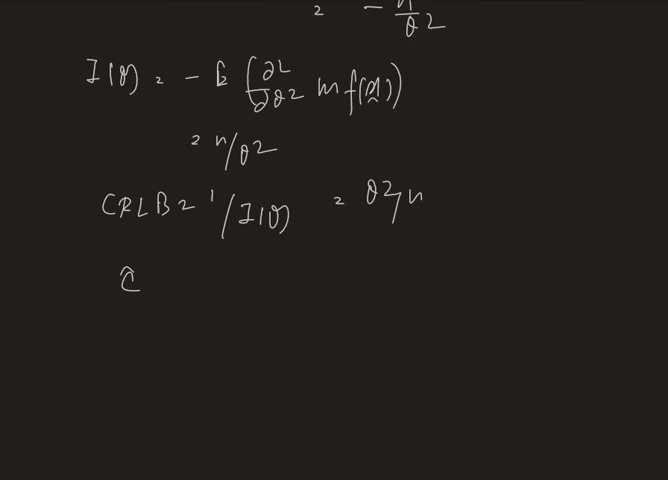 = - n/θ2
I(θ) = - E (∂2/∂θ2 ln f(x))
= n/θ2
CRLB = 1/I(θ) = θ2/n
Ĉ